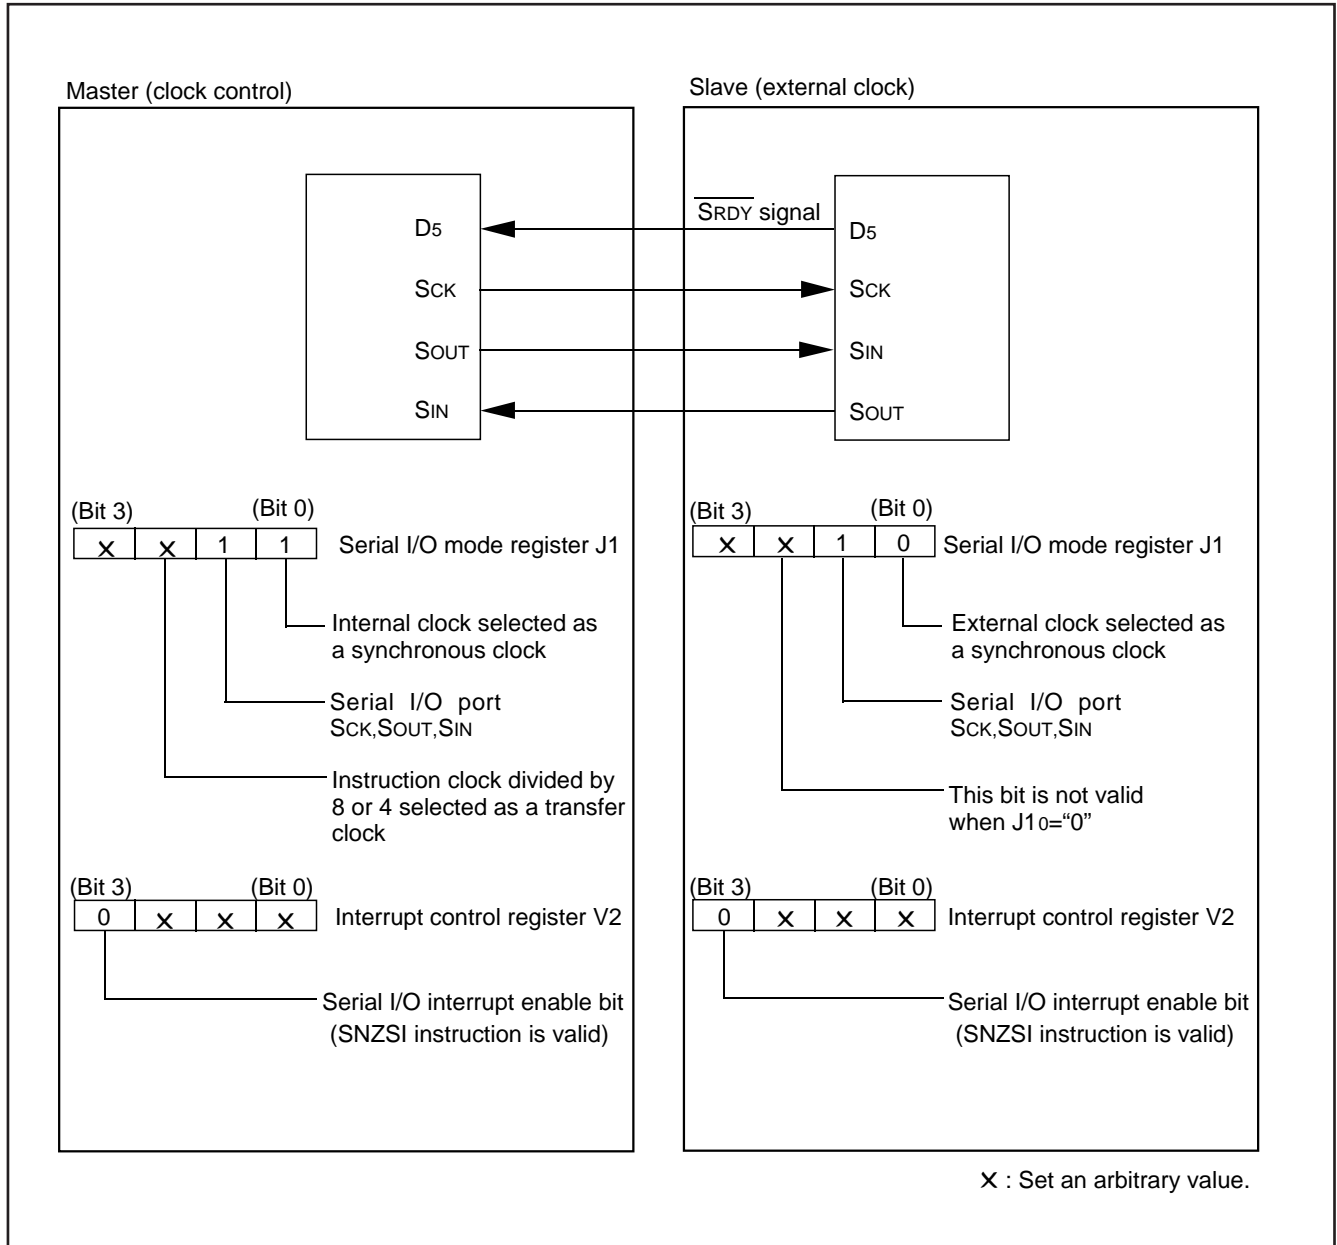 Master (clock control)
D5
SCK
SOUT
SIN
(Bit 3) (Bit 0)
× × 1 1 Serial I/O mode register J1
Internal clock selected as
a synchronous clock
Serial I/O port
SCK,SOUT,SIN
Instruction clock divided by
8 or 4 selected as a transfer
clock
(Bit 3) (Bit 0)
0 × × × Interrupt control register V2
Serial I/O interrupt enable bit
(SNZSI instruction is valid)
Slave (external clock)
SRDY signal
D5
SCK
SIN
SOUT
(Bit 3) (Bit 0)
× × 1 0 Serial I/O mode register J1
External clock selected as
a synchronous clock
Serial I/O port
SCK,SOUT,SIN
This bit is not valid
when J10=“0”
(Bit 3) (Bit 0)
0 × × × Interrupt control register V2
Serial I/O interrupt enable bit
(SNZSI instruction is valid)
× : Set an arbitrary value.